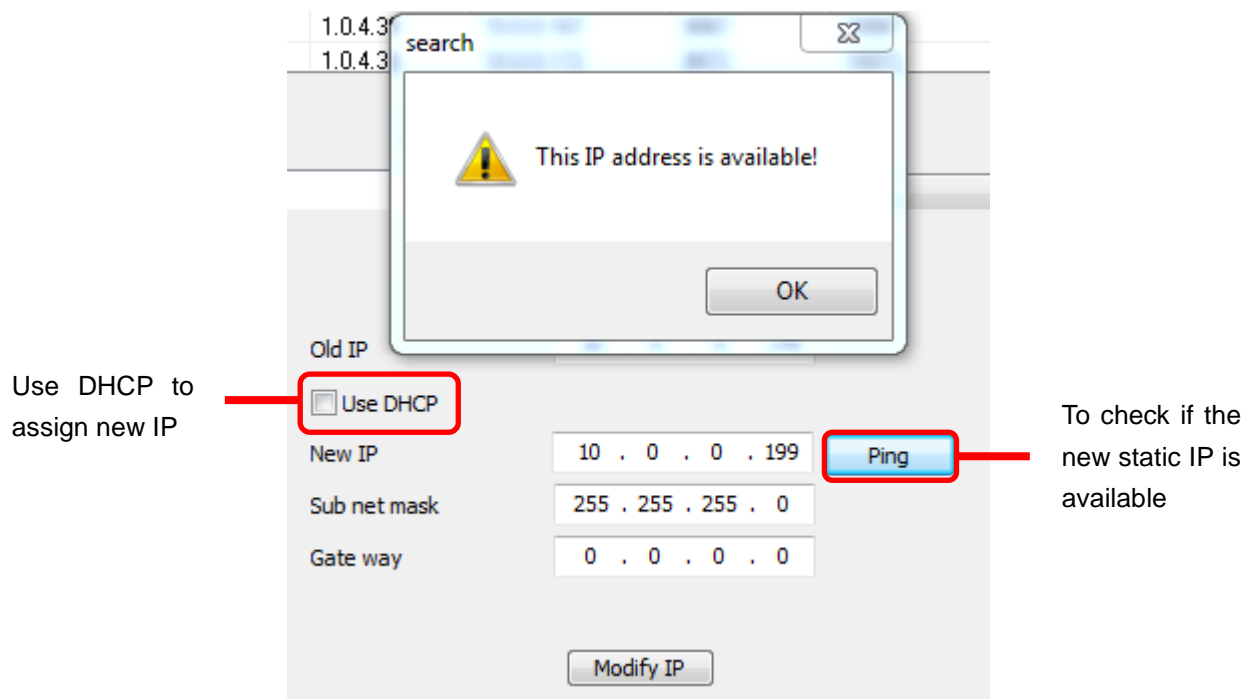 1.0.4.3
search
1.0.4.3
This IP address is available!
OK
Old IP
Use DHCP to
assign new IP
Use DHCP
New IP
10 . 0 . 0 . 199
Ping
To check if the
new static IP is
available
Sub net mask
255 . 255 . 255 . 0
Gate way
0 . 0 . 0 . 0
Modify IP